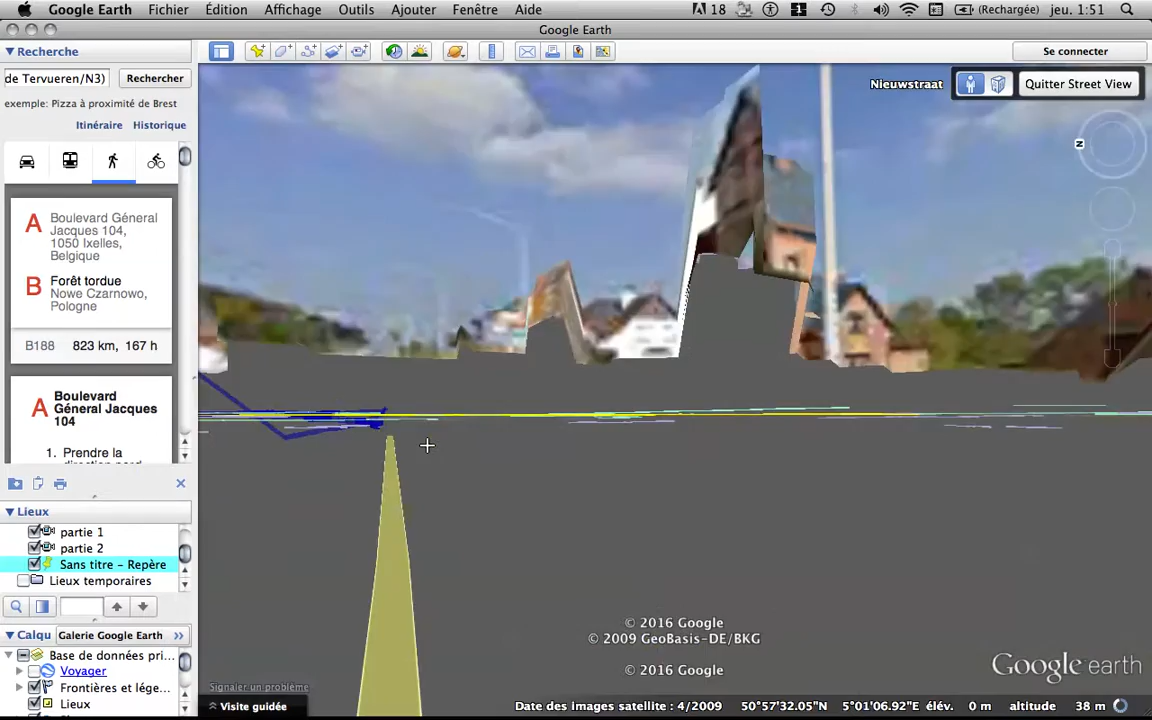 Google Earth Fichier Édition Affichage Outils Ajouter Fenêtre Aide 18 1 (Rechargée) jeu. 1:51
Google Earth
Recherche
Se connecter
de Tervueren/N3) Rechercher
exemple: Pizza à proximité de Brest
Itinéraire Historique
Nieuwstraat
Quitter Street View
N
A Boulevard Géneral
Jacques 104,
1050 Ixelles,
Belgique
B Forêt tordue
Nowe Czarnowo,
Pologne
B188 823 km, 167 h
A Boulevard
Géneral Jacques
104
1. Prendre la
Lieux
partie 1
partie 2
Sans titre – Repère
Lieux temporaires
Calqu Galerie Google Earth >>
Base de données pri...
Voyager
Frontières et lége...
Lieux
© 2016 Google
© 2009 GeoBasis-DE/BKG
© 2016 Google
Google earth
Signaler un problème
Visite guidée
Date des images satellite : 4/2009 50°57'32.05"N 5°01'06.92"E élév. 0 m altitude 38 m